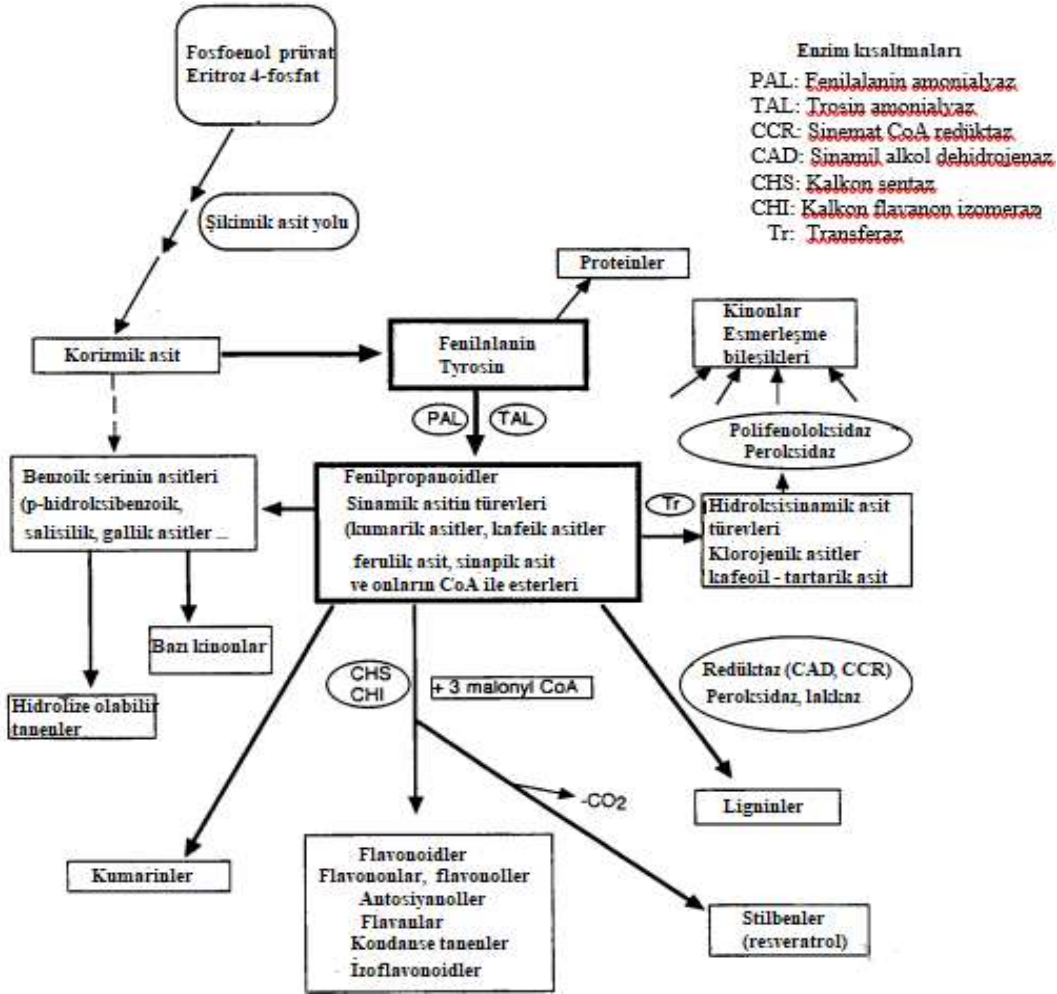 Fosfoenol prüvat
Eritroz 4-fosfat
Enzim kısaltmaları
PAL: Fenilalanin amonialyaz
TAL: Trosin amonialyaz
CCR: Sinemat CoA redüktaz
CAD: Sinamil alkol dehidrojenaz
CHS: Kalkon sentaz
CHI: Kalkon flavanon izomeraz
Tr: Transferaz
Şikimik asit yolu
Proteinler
Korizmik asit
Fenilalanin
Tyrosin
Kinonlar
Esmerleşme
bileşikleri
PAL
TAL
Polifenoloksidaz
Peroksidaz
Benzoik serinin asitleri
(p-hidroksibenzoik,
salisilik, gallik asitler ...
Fenilpropanoidler
Sinamik asitin türevleri
(kumarik asitler, kafeik asitler
ferulik asit, sinapik asit
ve onların CoA ile esterleri
Tr
Hidroksisinamik asit
türevleri
Klorojenik asitler
kafeoil - tartarik asit
Bazı kinonlar
Hidrolize olabilir
tanenler
CHS
CHI
+ 3 malonyl CoA
Redüktaz (CAD, CCR)
Peroksidaz, lakkaz
-CO2
Ligninler
Kumarinler
Flavonoidler
Flavononlar, flavonoller
Antosiyanoller
Flavanlar
Kondanse tanenler
İzoflavonoidler
Stilbenler
(resveratrol)